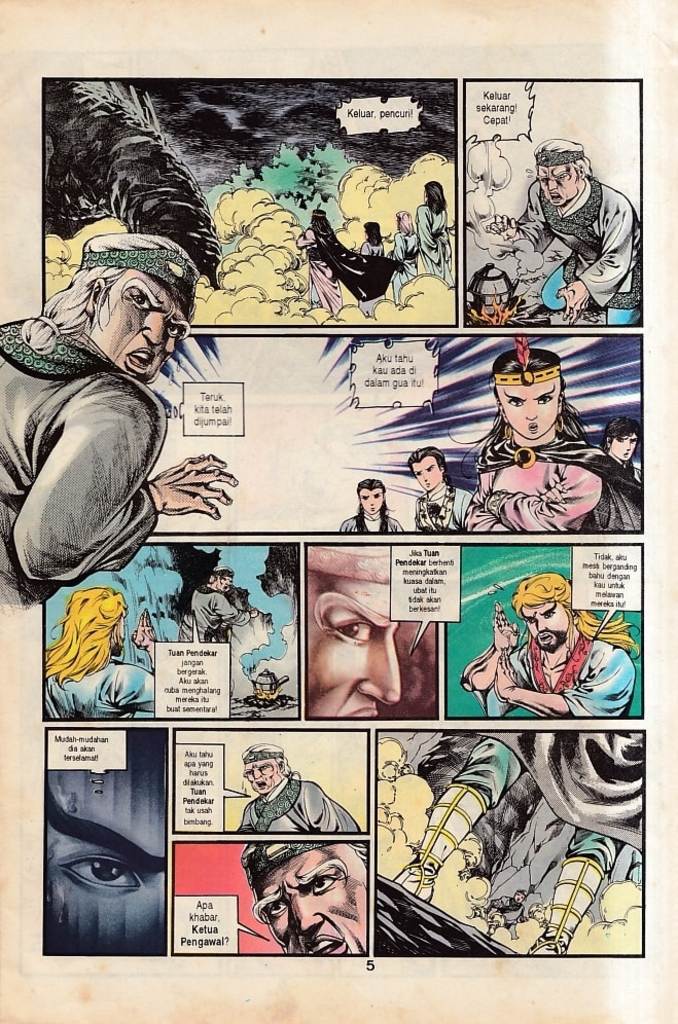 Keluar, pencuri!
Keluar
sekarang!
Cepat!
Teruk,
kita telah
dijumpai!
Aku tahu
kau ada di
dalam gua itu!
Tuan Pendekar
jangan
bergerak.
Aku akan
cuba menghalang
mereka itu
buat sementara!
Jika Tuan
Pendekar berhenti
meningkatkan
kuasa dalam,
ubat itu
tidak akan
berkesan!
Tidak, aku
mesti berganding
bahu dengan
kau untuk
melawan
mereka itu!
Mudah-mudahan
dia akan
terselamat!
Aku tahu
apa yang
harus
dilakukan.
Tuan
Pendekar
tak usah
bimbang.
Apa
khabar,
Ketua
Pengawal?
5